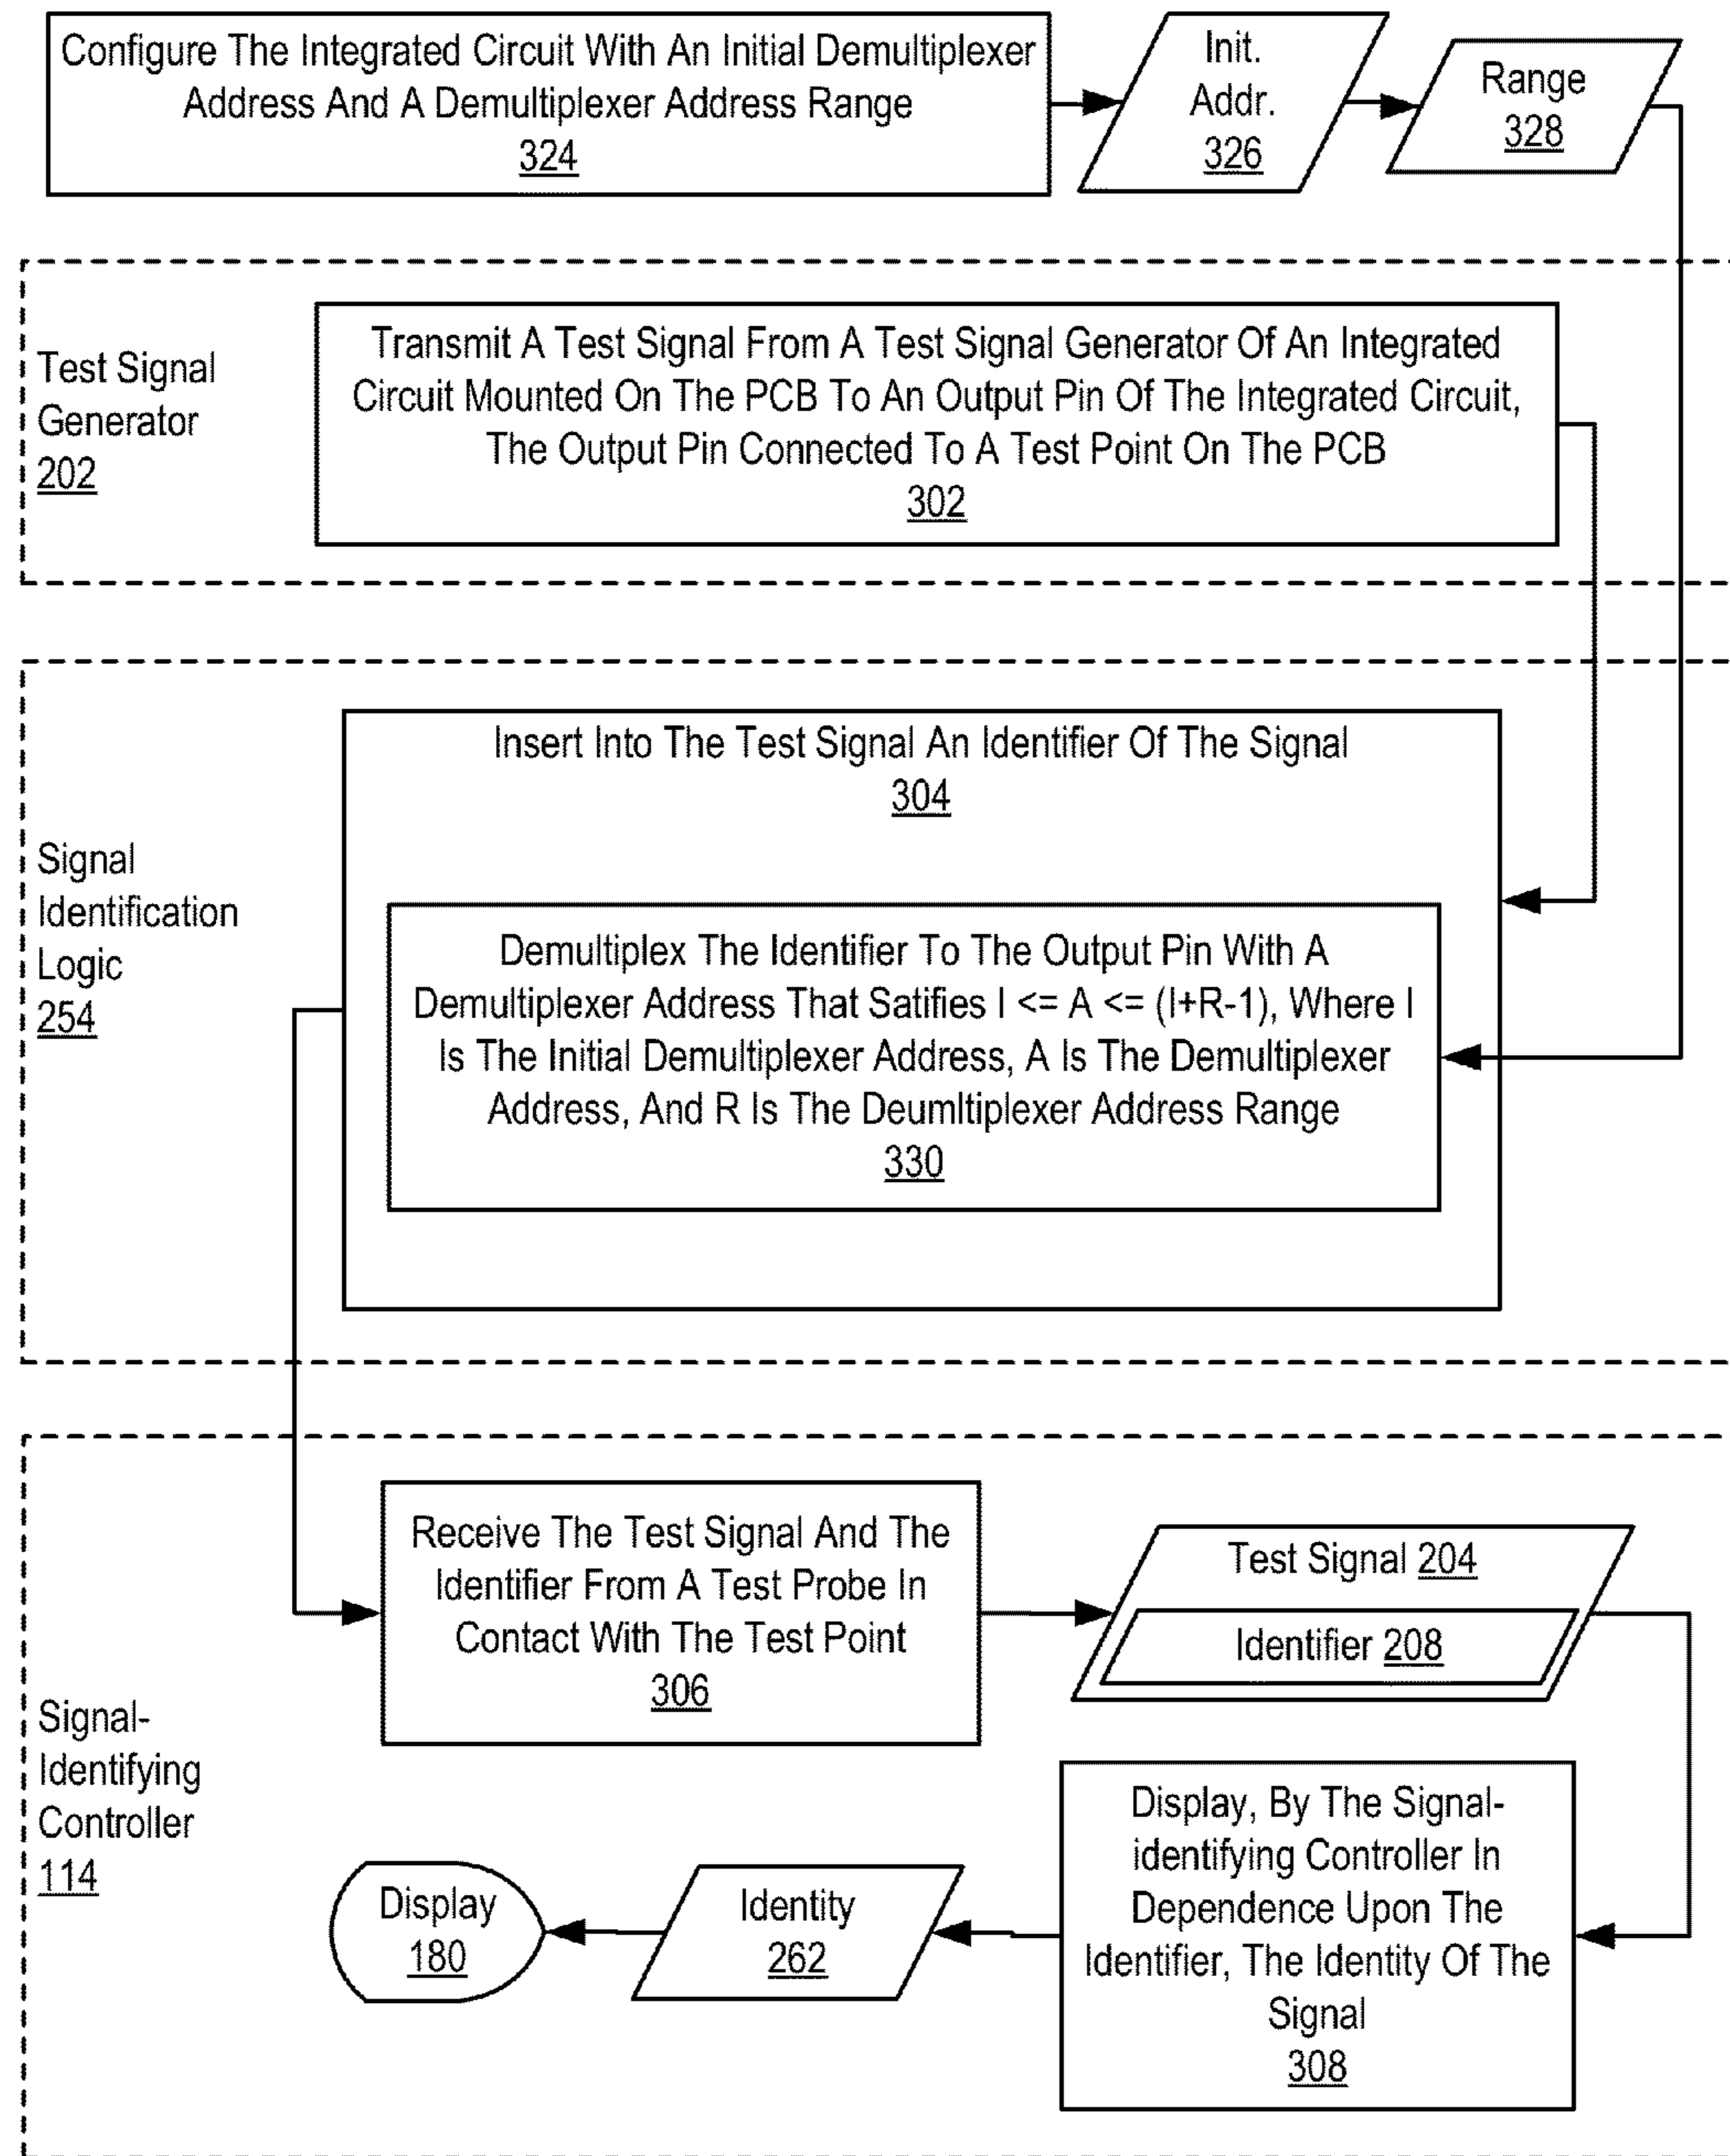 Configure The Integrated Circuit With An Initial Demultiplexer
Address And A Demultiplexer Address Range
324
Init.
Addr.
326
Range
328
Test Signal
Generator
202
Transmit A Test Signal From A Test Signal Generator Of An Integrated
Circuit Mounted On The PCB To An Output Pin Of The Integrated Circuit,
The Output Pin Connected To A Test Point On The PCB
302
Signal
Identification
Logic
254
Insert Into The Test Signal An Identifier Of The Signal
304
Demultiplex The Identifier To The Output Pin With A
Demultiplexer Address That Satifies I <= A <= (I+R-1), Where I
Is The Initial Demultiplexer Address, A Is The Demultiplexer
Address, And R Is The Deumltiplexer Address Range
330
Signal-
Identifying
Controller
114
Receive The Test Signal And The
Identifier From A Test Probe In
Contact With The Test Point
306
Test Signal 204
Identifier 208
Display, By The Signal-
identifying Controller In
Dependence Upon The
Identifier, The Identity Of The
Signal
308
Identity
262
Display
180